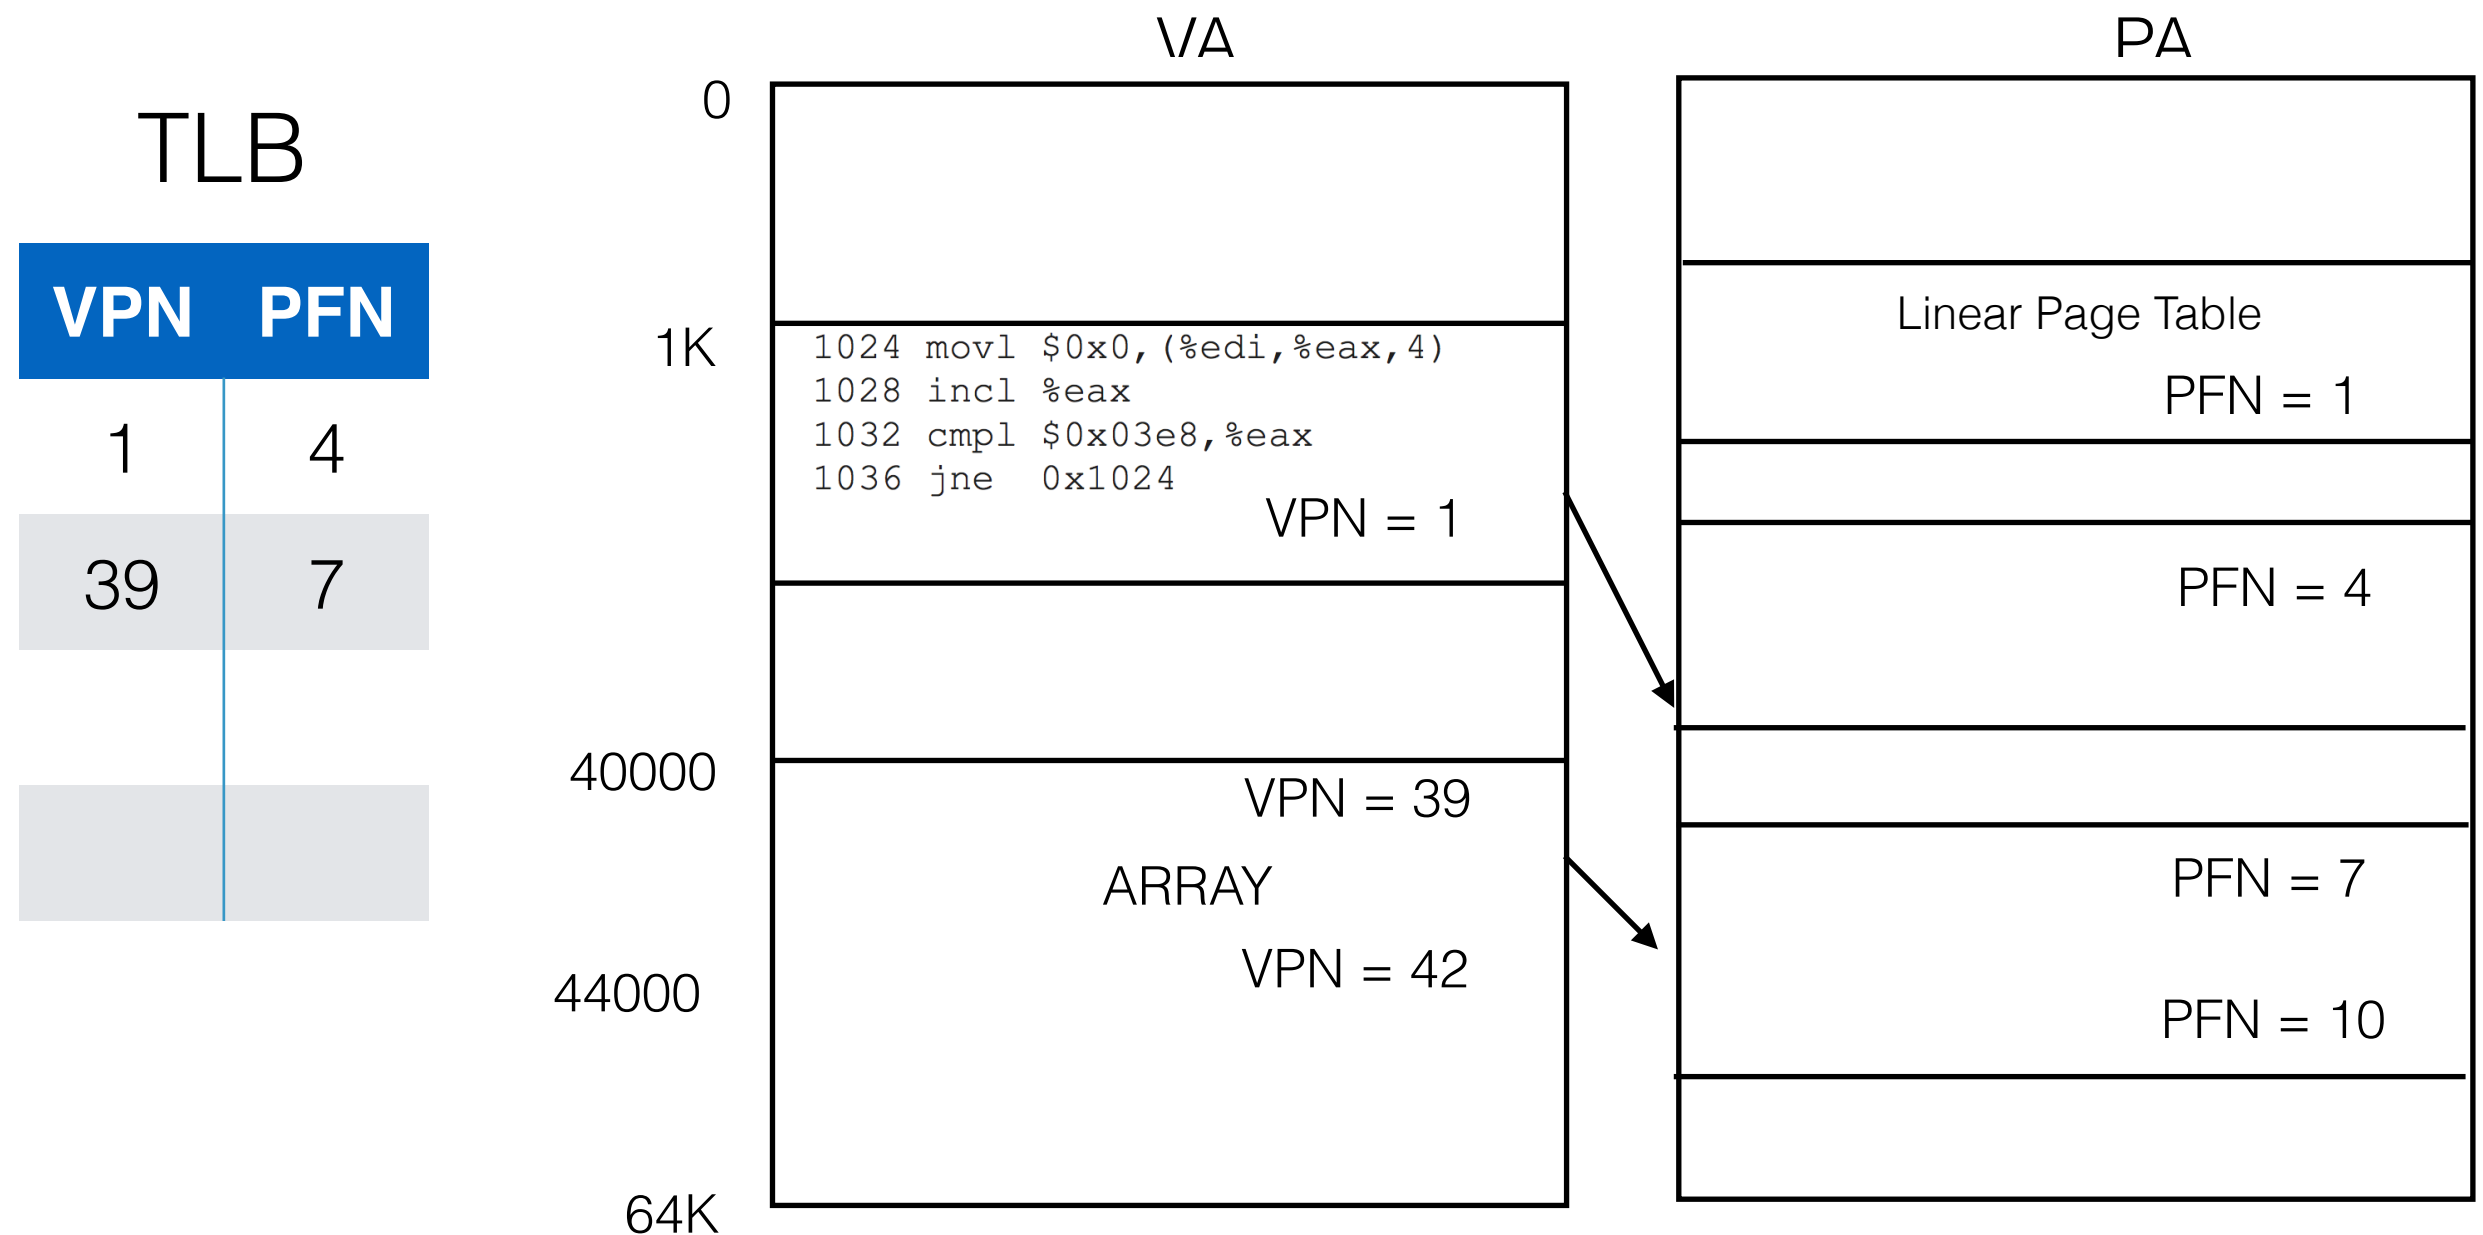 TLB
VPN PFN
1 4
39 7
VA
0
1K
1024 movl $0x0,(%edi,%eax,4)
1028 incl %eax
1032 cmpl $0x03e8,%eax
1036 jne 0x1024
VPN = 1
40000
VPN = 39
ARRAY
VPN = 42
44000
64K
PA
Linear Page Table
PFN = 1
PFN = 4
PFN = 7
PFN = 10